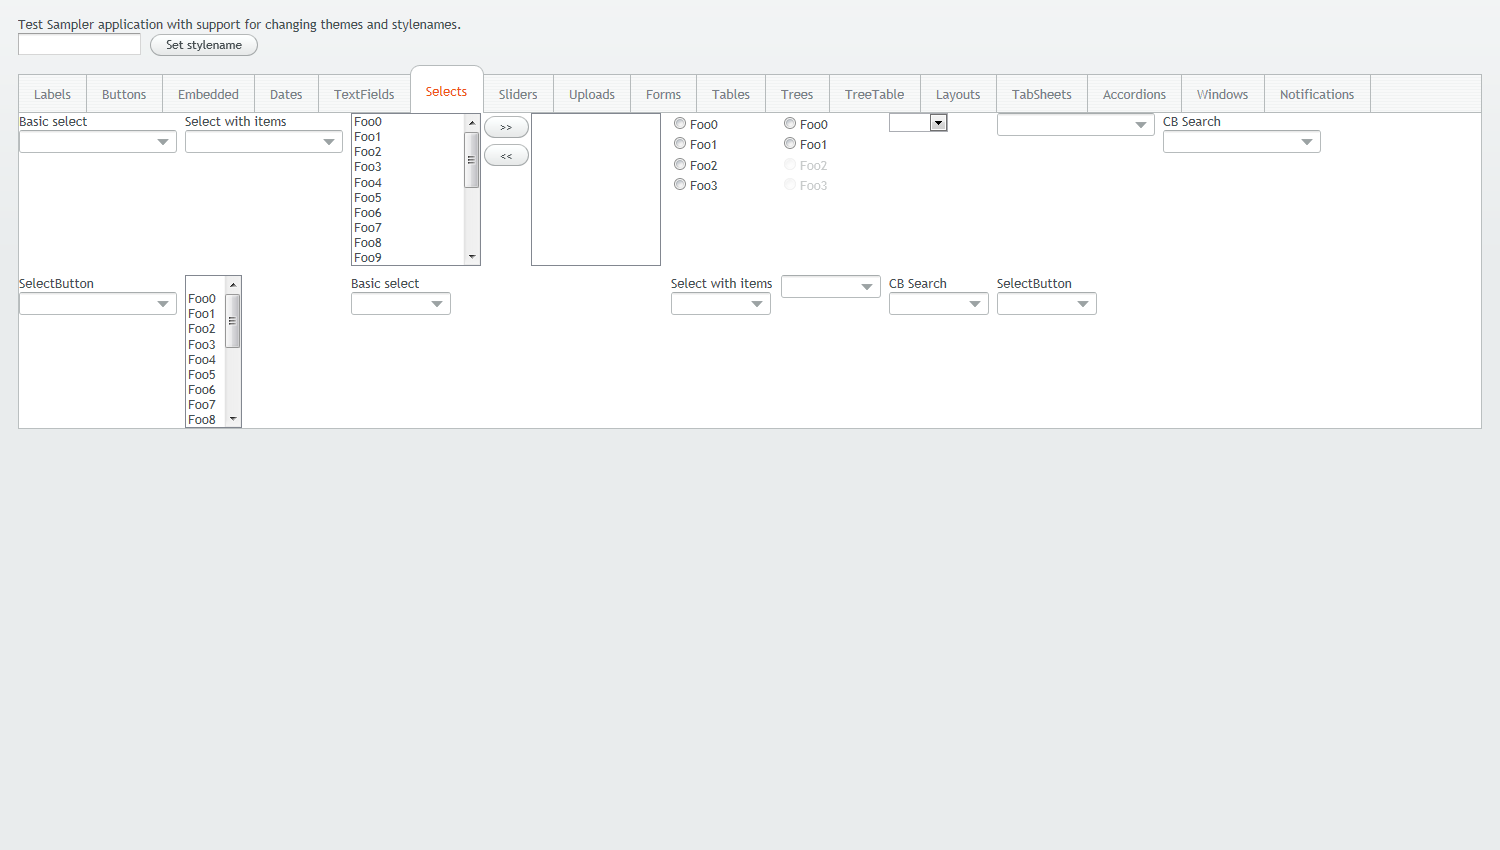 Test Sampler application with support for changing themes and stylenames.
Set stylename
Labels Buttons Embedded Dates TextFields Selects Sliders Uploads Forms Tables Trees TreeTable Layouts TabSheets Accordions Windows Notifications
Basic select
Select with items
Foo0
Foo1
Foo2
Foo3
Foo4
Foo5
Foo6
Foo7
Foo8
Foo9
>>
<<
Foo0
Foo1
Foo2
Foo3
Foo0
Foo1
Foo2
Foo3
CB Search
SelectButton
Foo0
Foo1
Foo2
Foo3
Foo4
Foo5
Foo6
Foo7
Foo8
Basic select
Select with items
CB Search
SelectButton